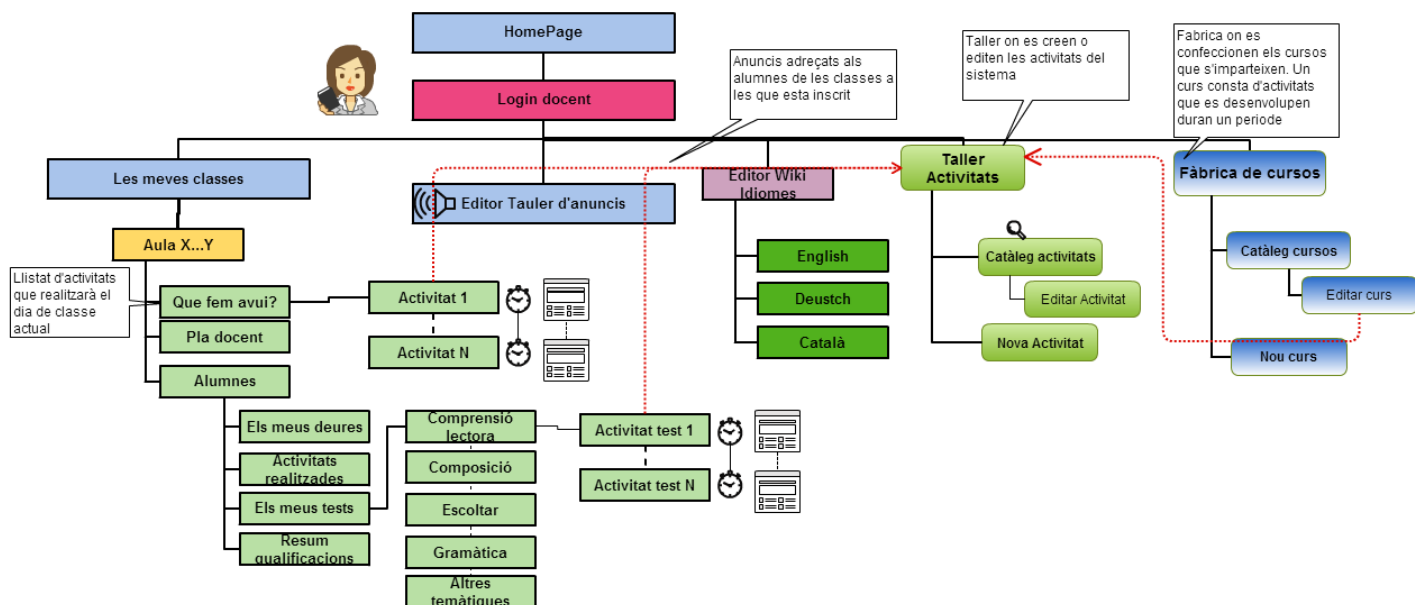 HomePage
Login docent
Anuncis adreçats als
alumnes de les classes a
les que esta inscrit
Taller on es creen o
editen les activitats del
sistema
Fabrica on es
confeccionen els cursos
que s'imparteixen. Un
curs consta d'activitats
que es desenvolupen
duran un periode
Les meves classes
Editor Tauler d'anuncis
Editor Wiki
Idiomes
Taller
Activitats
Fàbrica de cursos
Aula X...Y
Llistat d'activitats
que realitzarà el
dia de classe
actual
Que fem avui?
Pla docent
Alumnes
Activitat 1
Activitat N
English
Deustch
Català
Catàleg activitats
Editar Activitat
Nova Activitat
Catàleg cursos
Editar curs
Nou curs
Els meus deures
Activitats
realitzades
Els meus tests
Resum
qualificacions
Comprensió
lectora
Composició
Escoltar
Gramàtica
Altres
temàtiques
Activitat test 1
Activitat test N